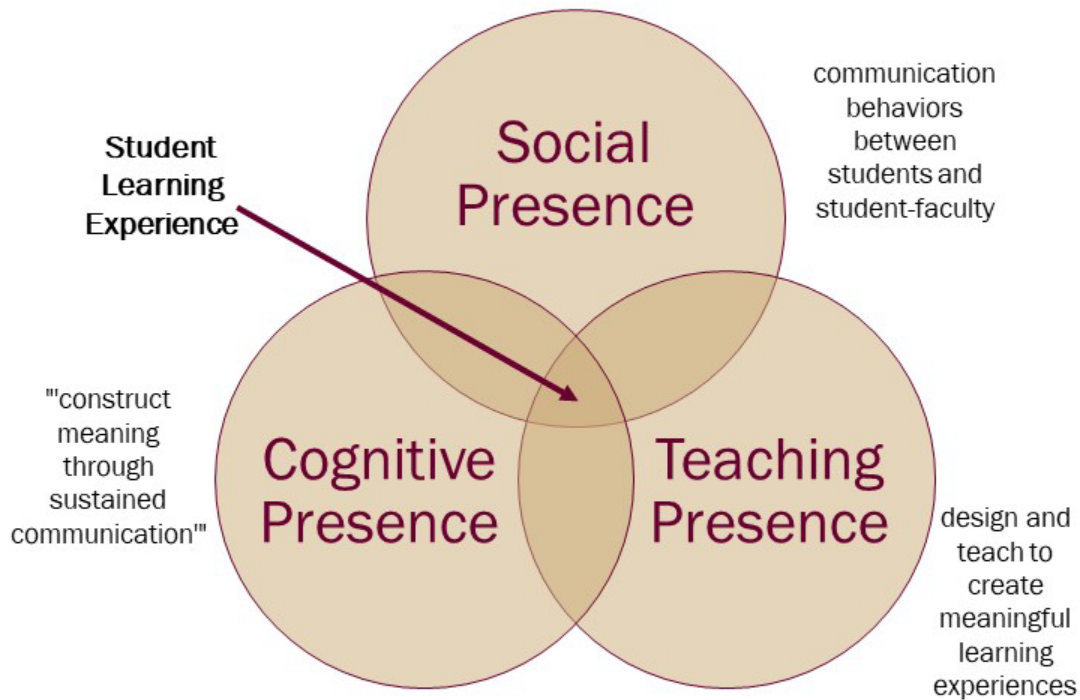 Student
Learning
Experience
Social
Presence
communication
behaviors
between
students and
student-faculty
"'construct
meaning
through
sustained
communication'"
Cognitive
Presence
Teaching
Presence
design and
teach to
create
meaningful
learning
experiences